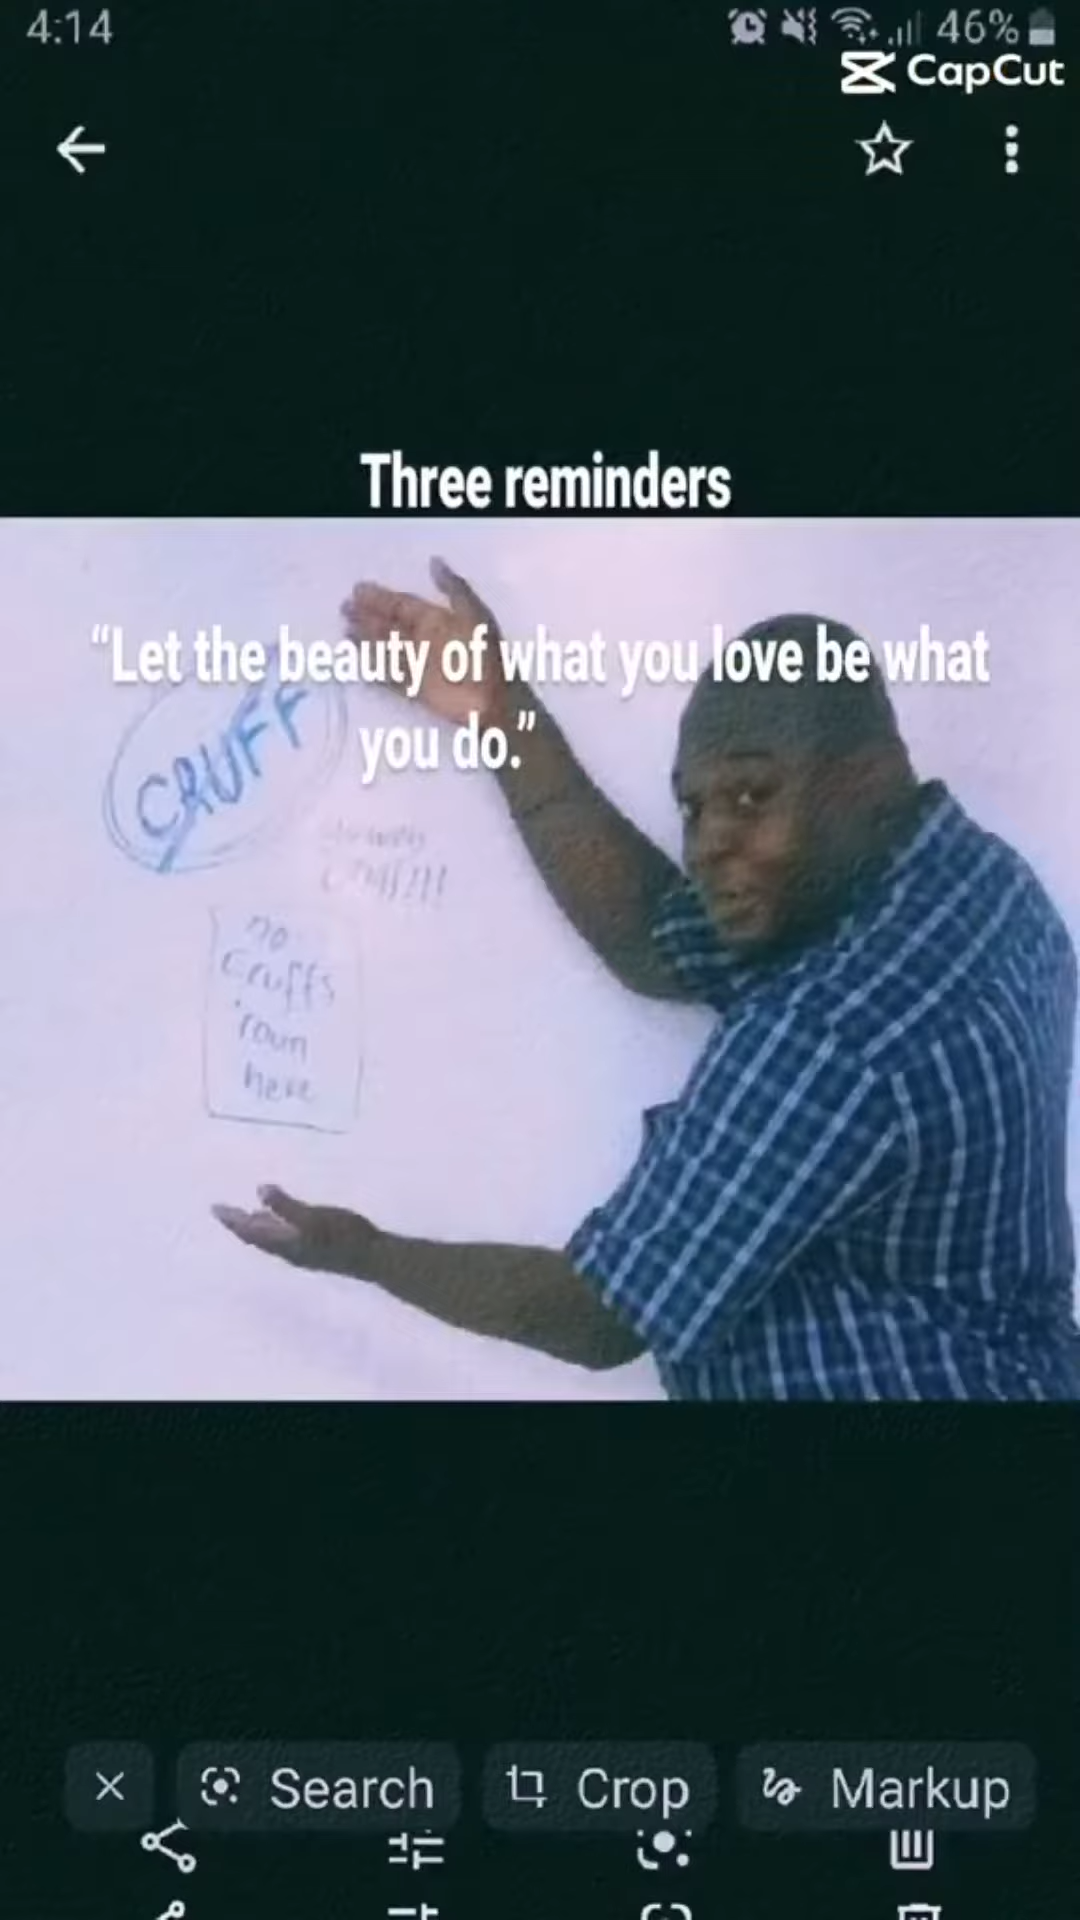 4:14
46%
CapCut
Three reminders
“Let the beauty of what you love be what
you do.”
CRUFF
no
cruffs
'roun
here
Search
Crop
Markup